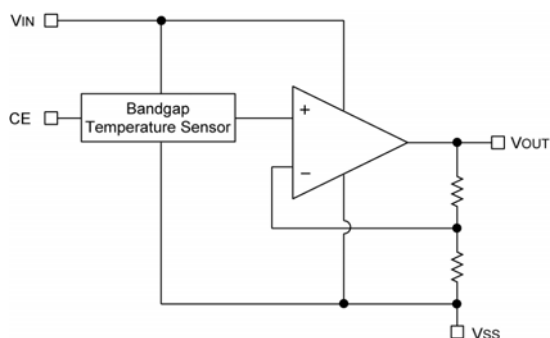 VIN
Bandgap
Temperature Sensor
CE
+
−
VOUT
VSS